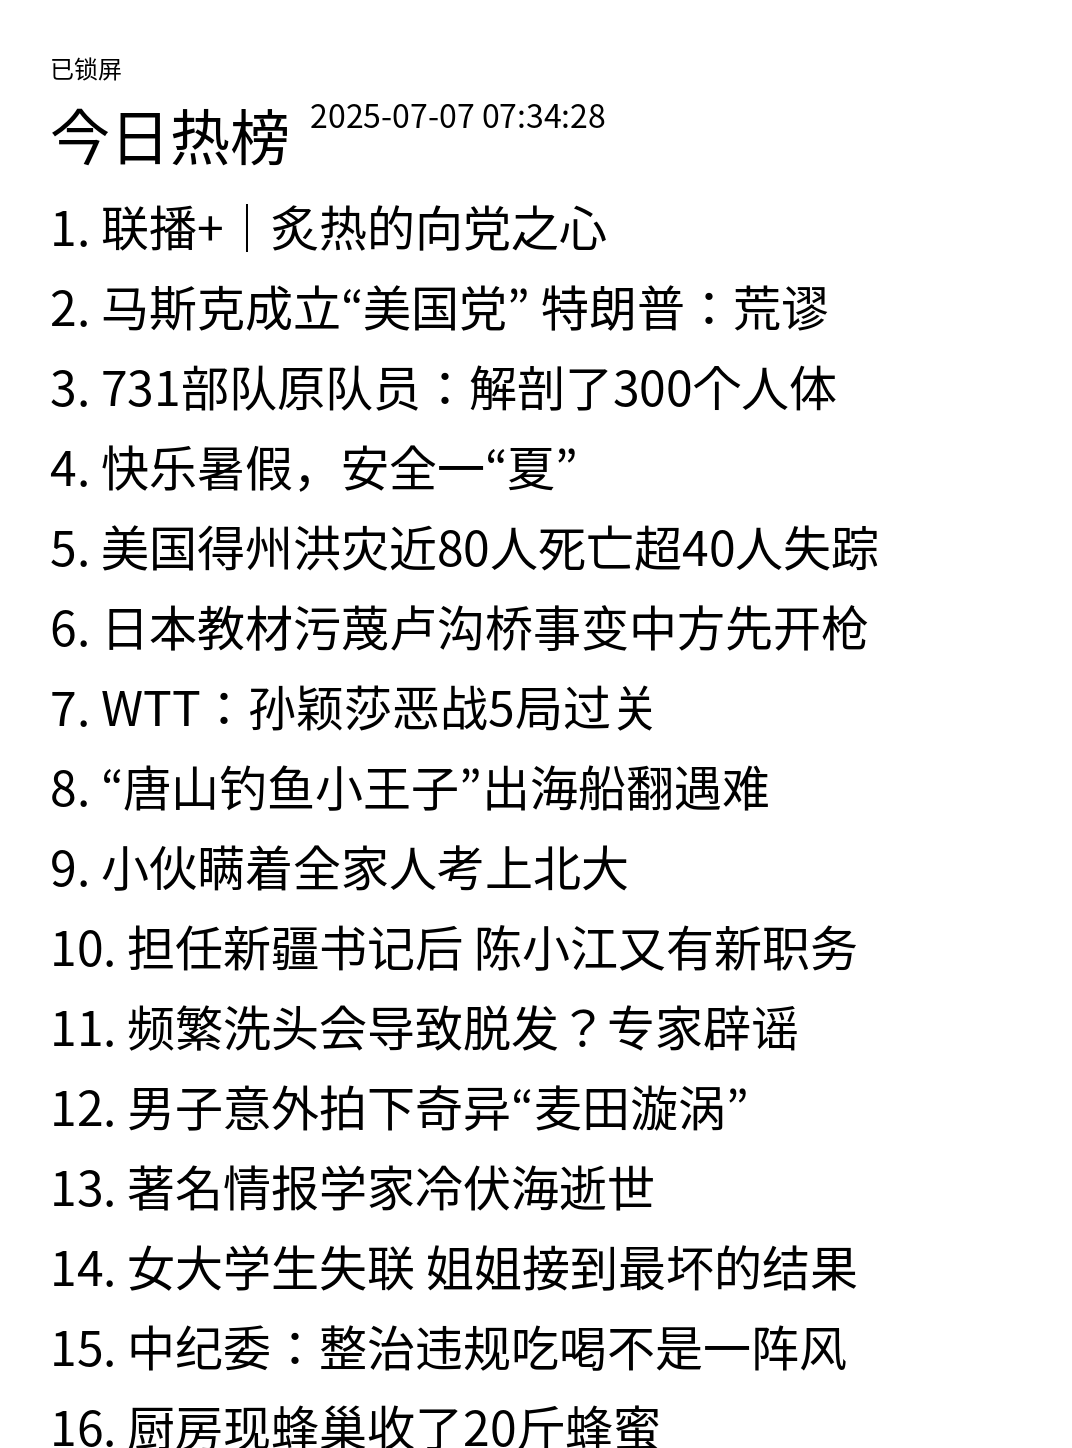 已锁屏
今日热榜 2025-07-07 07:34:28
1. 联播+｜炙热的向党之心
2. 马斯克成立“美国党” 特朗普：荒谬
3. 731部队原队员：解剖了300个人体
4. 快乐暑假，安全一“夏”
5. 美国得州洪灾近80人死亡超40人失踪
6. 日本教材污蔑卢沟桥事变中方先开枪
7. WTT：孙颖莎恶战5局过关
8. “唐山钓鱼小王子”出海船翻遇难
9. 小伙瞒着全家人考上北大
10. 担任新疆书记后 陈小江又有新职务
11. 频繁洗头会导致脱发？专家辟谣
12. 男子意外拍下奇异“麦田漩涡”
13. 著名情报学家冷伏海逝世
14. 女大学生失联 姐姐接到最坏的结果
15. 中纪委：整治违规吃喝不是一阵风
16. 厨房现蜂巢收了20斤蜂蜜